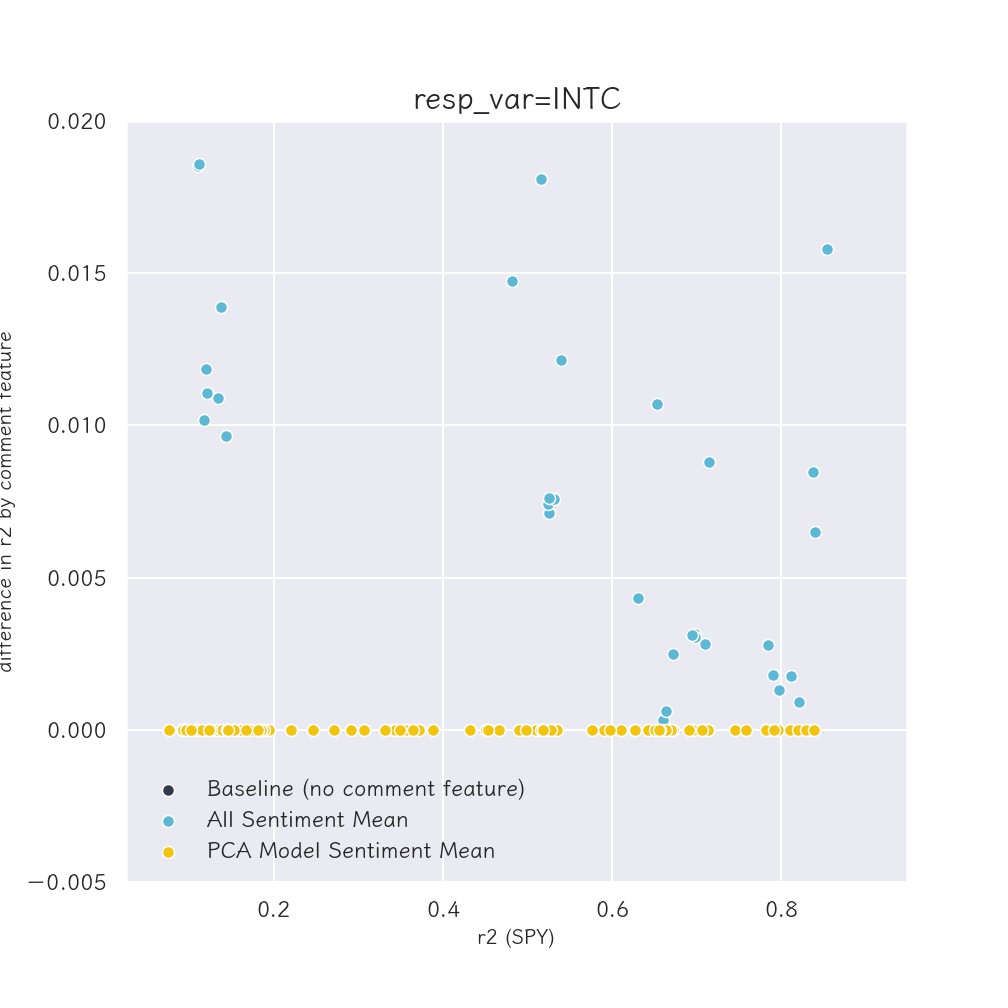 resp_var=INTC
0.020
0.015
0.010
0.005
0.000
−0.005
difference in r2 by comment feature
Baseline (no comment feature)
All Sentiment Mean
PCA Model Sentiment Mean
0.2 0.4 0.6 0.8
r2 (SPY)